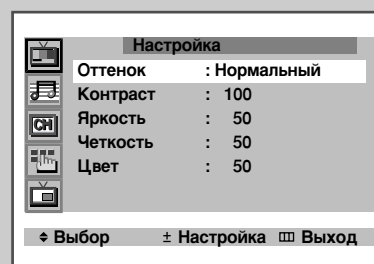 Настройка
Оттенок : Нормальный
Контраст : 100
Яркость : 50
Четкость : 50
Цвет : 50
CH
Выбор ± Настройка Выход